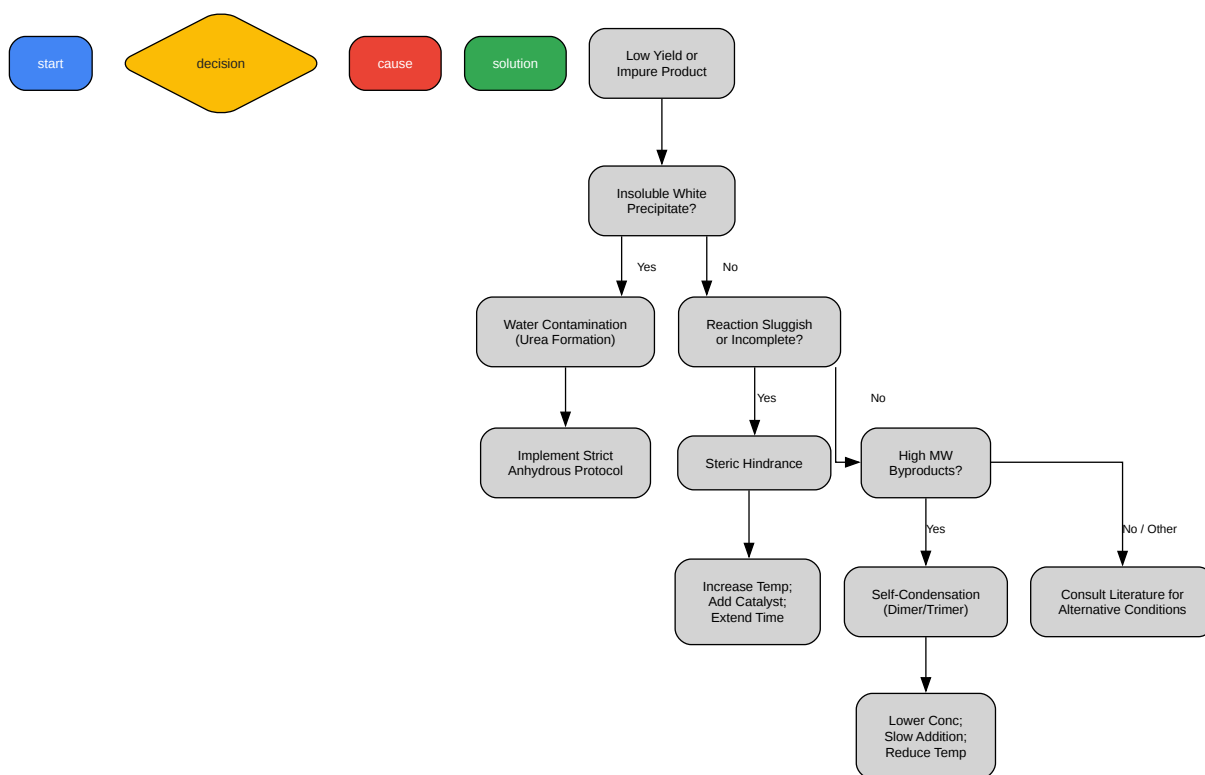 start
decision
cause
solution
Low Yield or
Impure Product
Insoluble White
Precipitate?
Yes
No
Water Contamination
(Urea Formation)
Reaction Sluggish
or Incomplete?
Yes
No
Implement Strict
Anhydrous Protocol
Steric Hindrance
High MW
Byproducts?
Yes
No / Other
Increase Temp;
Add Catalyst;
Extend Time
Self-Condensation
(Dimer/Trimer)
Consult Literature for
Alternative Conditions
Lower Conc;
Slow Addition;
Reduce Temp